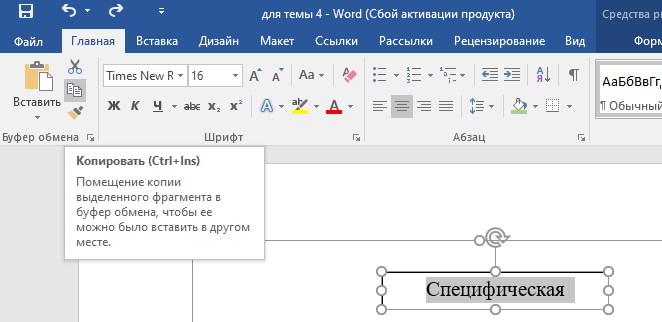 для темы 4 - Word (Сбой активации продукта)
Средства
Файл Главная Вставка Дизайн Макет Ссылки Рассылки Рецензирование Вид
Вставить
Times New R 16 Aa
Ж К Ч abc x₂ x² A A
АаБбВвГг
¶ Обычный
Буфер обмена Шрифт Абзац
Копировать (Ctrl+Ins)
Помещение копии
выделенного фрагмента в
буфер обмена, чтобы ее
можно было вставить в другом
месте.
Специфическая